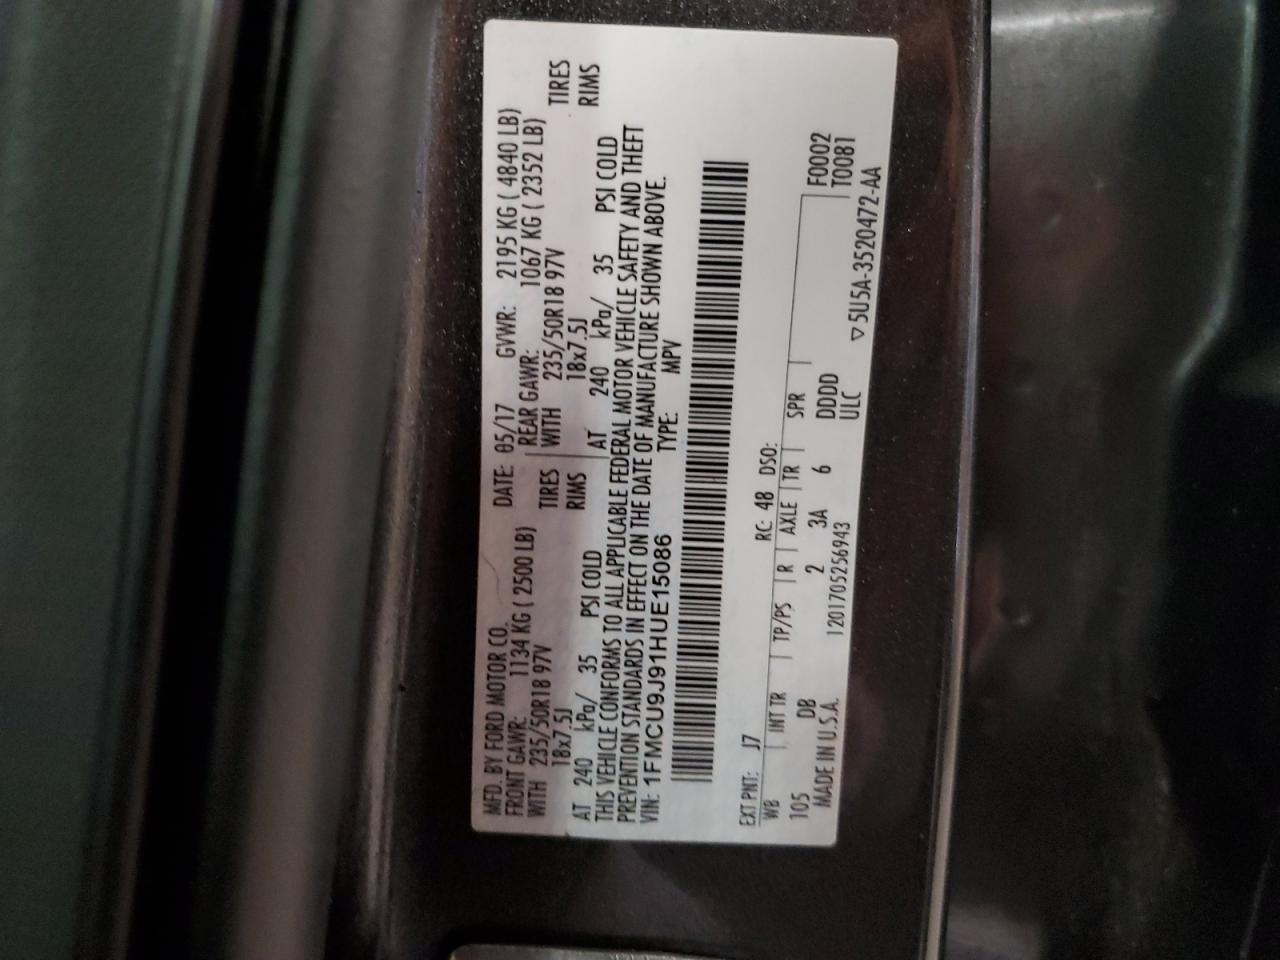 MFD. BY FORD MOTOR CO. DATE: 05/17 GVWR: 2195 KG ( 4840 LB)
FRONT GAWR: 1134 KG ( 2500 LB) REAR GAWR: 1067 KG ( 2352 LB)
WITH 235/50R18 97V TIRES WITH 235/50R18 97V TIRES
18x7.5J RIMS 18x7.5J RIMS
AT 240 kPa/ 35 PSI COLD AT 240 kPa/ 35 PSI COLD
THIS VEHICLE CONFORMS TO ALL APPLICABLE FEDERAL MOTOR VEHICLE SAFETY AND THEFT
PREVENTION STANDARDS IN EFFECT ON THE DATE OF MANUFACTURE SHOWN ABOVE.
VIN: 1FMCU9J91HUE15086 TYPE: MPV
EXT PNT: J7 RC: 48 DSO:
WB INT TR TP/PS R AXLE TR SPR F0002
105 DB 2 3A 6 DDDD T0081
MADE IN U.S.A. 1201705256943 ULC ▽5U5A-3520472-AA